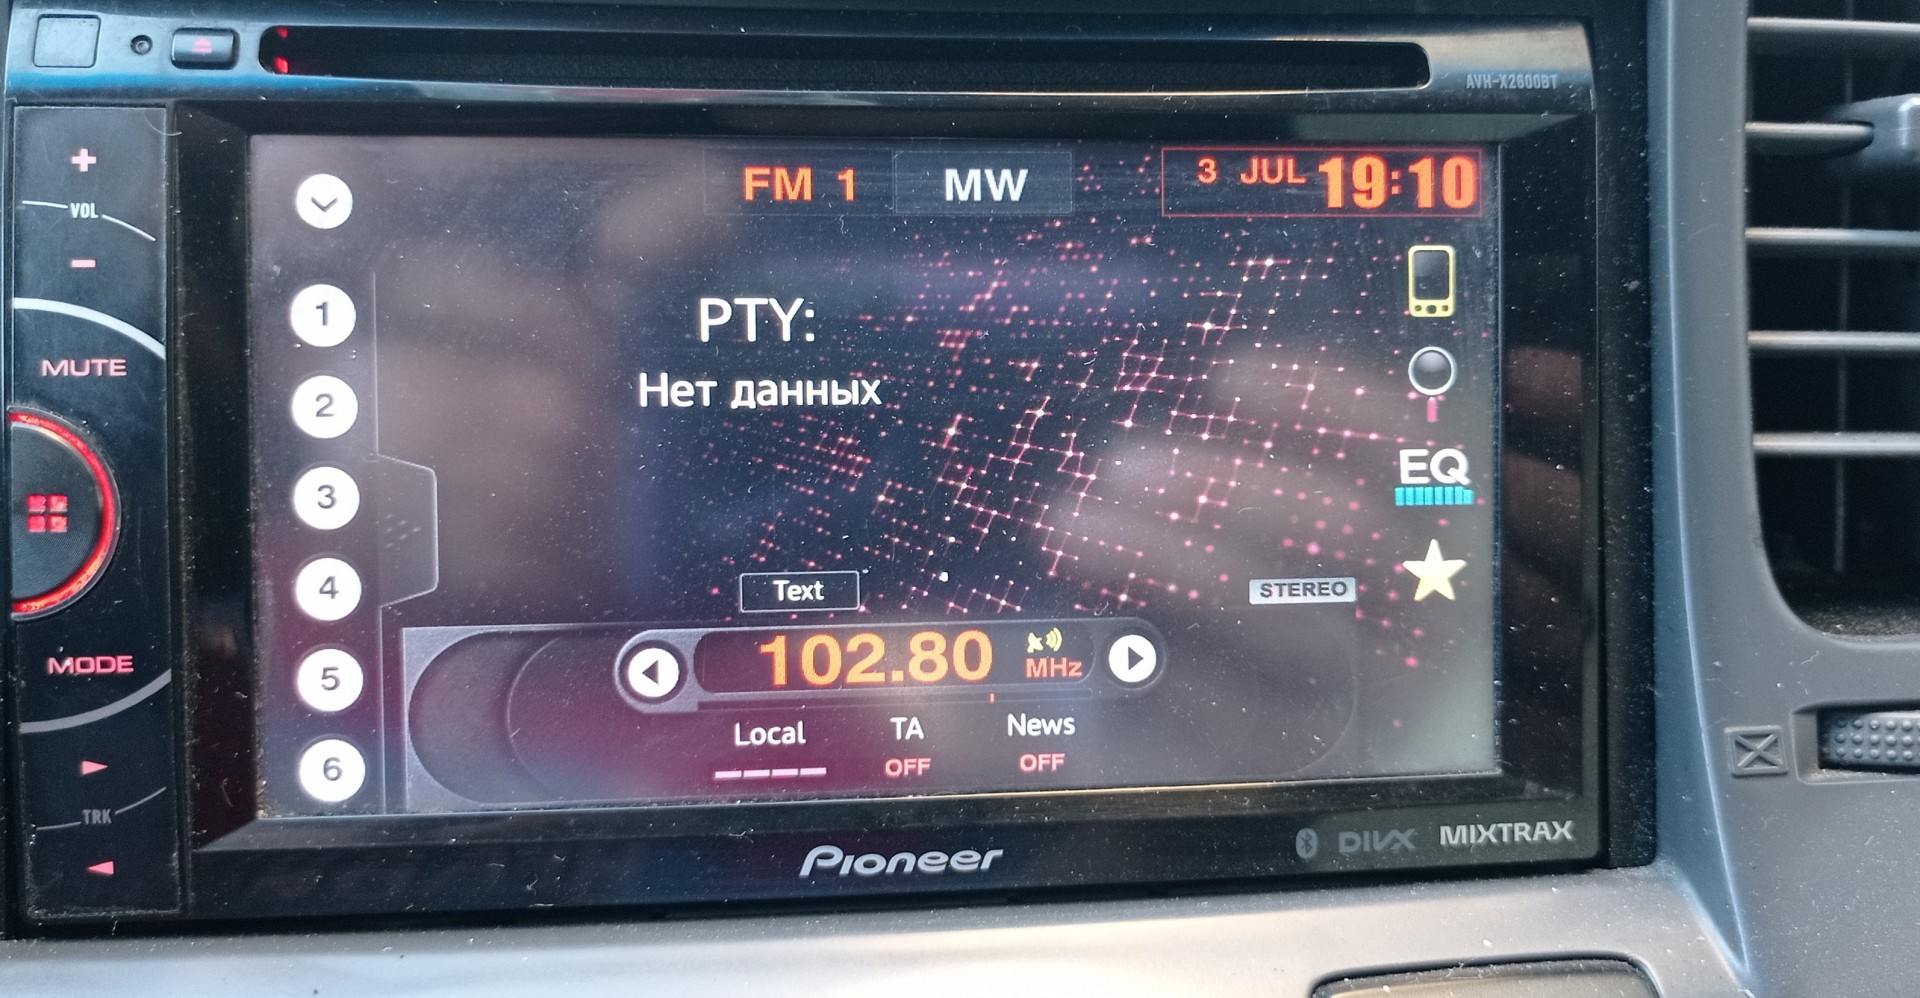 AVH-X2600BT
+
VOL
−
MUTE
MODE
TRK
FM 1
MW
3 JUL 19:10
1
2
3
4
5
6
PTY:
Нет данных
EQ
Text
STEREO
102.80 MHz
Local
TA
OFF
News
OFF
Pioneer
DIVX
MIXTRAX